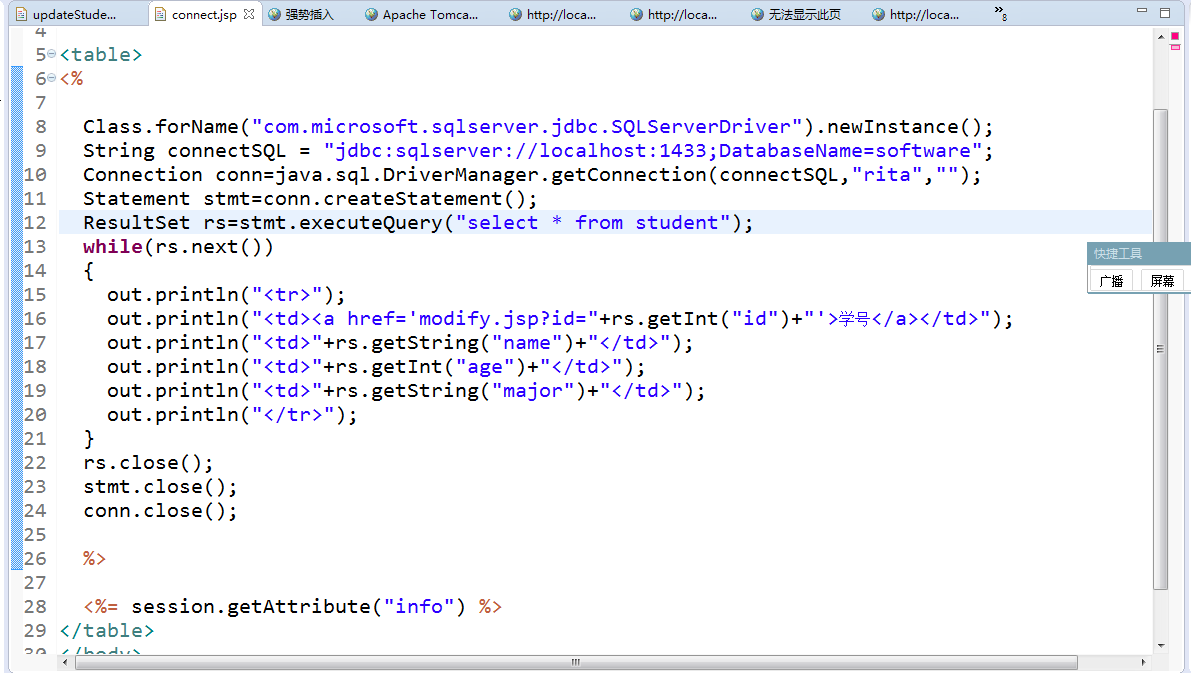 updateStude...
connect.jsp
强势插入
Apache Tomca...
http://loca...
http://loca...
无法显示此页
http://loca...
»8
4
5 <table>
6 <%
7
8 Class.forName("com.microsoft.sqlserver.jdbc.SQLServerDriver").newInstance();
9 String connectSQL = "jdbc:sqlserver://localhost:1433;DatabaseName=software";
10 Connection conn=java.sql.DriverManager.getConnection(connectSQL,"rita","");
11 Statement stmt=conn.createStatement();
12 ResultSet rs=stmt.executeQuery("select * from student");
13 while(rs.next())
快捷工具
14 {
广播 屏幕
15 out.println("<tr>");
16 out.println("<td><a href='modify.jsp?id="+rs.getInt("id")+"'>学号</a></td>");
17 out.println("<td>"+rs.getString("name")+"</td>");
18 out.println("<td>"+rs.getInt("age")+"</td>");
19 out.println("<td>"+rs.getString("major")+"</td>");
20 out.println("</tr>");
21 }
22 rs.close();
23 stmt.close();
24 conn.close();
25
26 %>
27
28 <%= session.getAttribute("info") %>
29 </table>
30 </body>